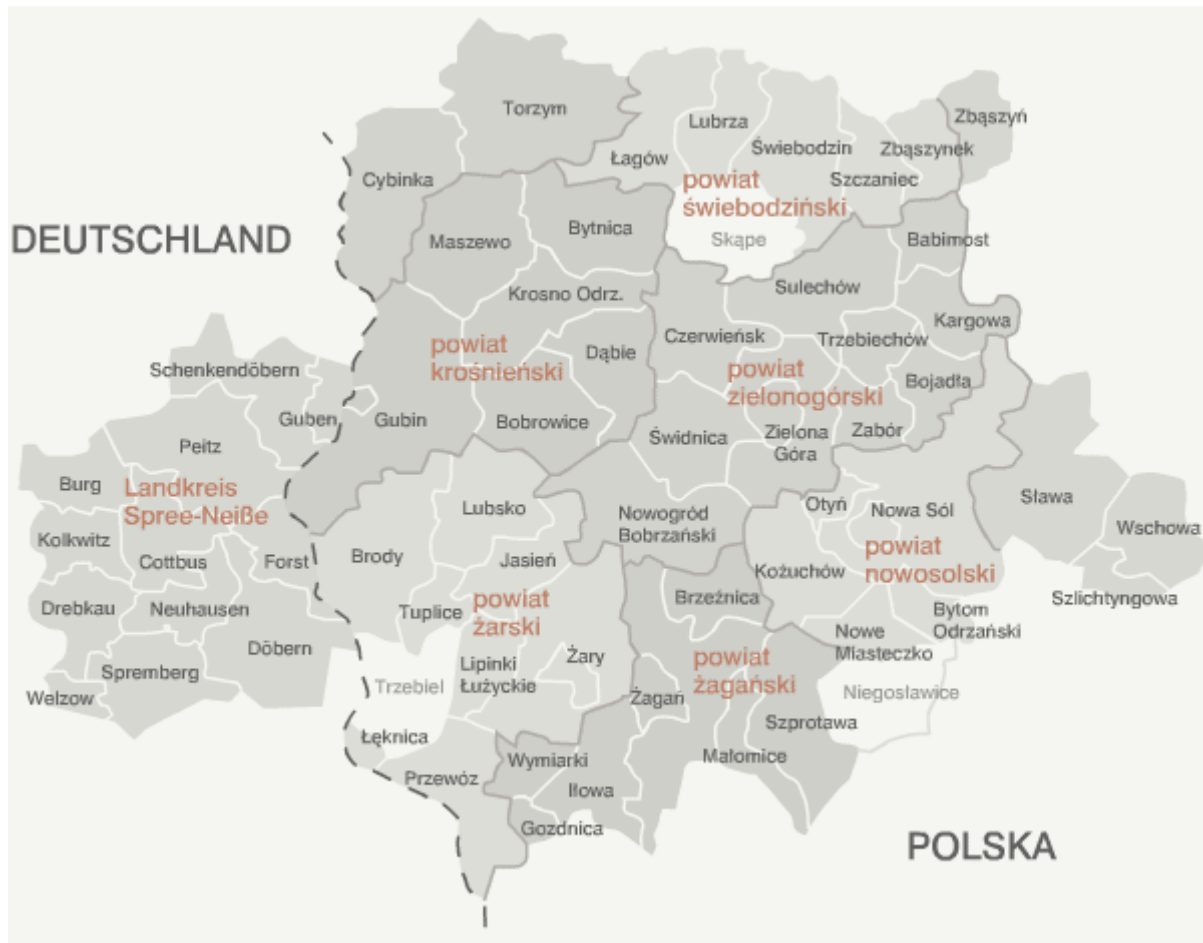 Torzym
Lubrza
Zbąszyń
Świebodzin
Zbąszynek
Łagów
Cybinka
Szczaniec
powiat
świebodziński
DEUTSCHLAND
Maszewo
Bytnica
Skąpe
Babimost
Krosno Odrz.
Sulechów
Kargowa
Czerwieńsk
Trzebiechów
powiat
krośnieński
Dąbie
Schenkendöbern
powiat
zielonogórski
Bojadła
Guben
Gubin
Bobrowice
Świdnica
Zielona
Góra
Zabór
Peitz
Burg
Landkreis
Spree-Neiße
Lubsko
Otyń
Nowa Sól
Sława
Wschowa
Nowogród
Bobrzański
Kolkwitz
Cottbus
Forst
Brody
Jasień
powiat
nowosolski
Kożuchów
Drebkau
Neuhausen
Tuplice
powiat
żarski
Brzeźnica
Szlichtyngowa
Bytom
Odrzański
Nowe
Miasteczko
Döbern
Spremberg
Lipinki
Łużyckie
Żary
powiat
żagański
Trzebiel
Niegosławice
Welzow
Żagań
Szprotawa
Łęknica
Małomice
Wymiarki
Przewóz
Iłowa
Gozdnica
POLSKA